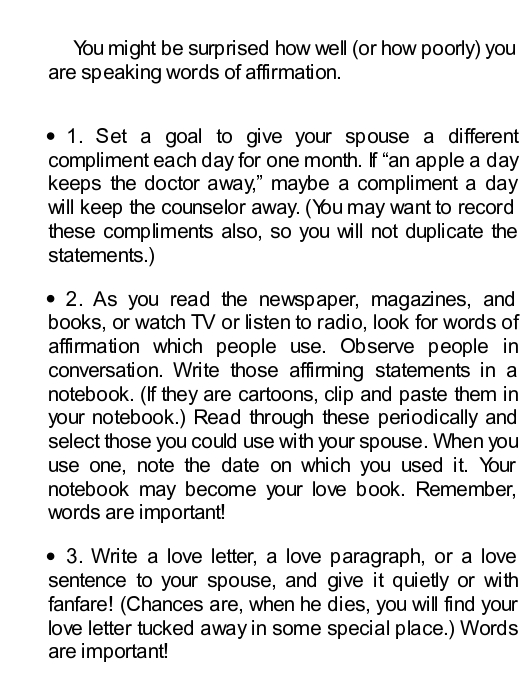 You might be surprised how well (or how poorly) you
are speaking words of affirmation.
• 1. Set a goal to give your spouse a different
compliment each day for one month. If “an apple a day
keeps the doctor away,” maybe a compliment a day
will keep the counselor away. (You may want to record
these compliments also, so you will not duplicate the
statements.)
• 2. As you read the newspaper, magazines, and
books, or watch TV or listen to radio, look for words of
affirmation which people use. Observe people in
conversation. Write those affirming statements in a
notebook. (If they are cartoons, clip and paste them in
your notebook.) Read through these periodically and
select those you could use with your spouse. When you
use one, note the date on which you used it. Your
notebook may become your love book. Remember,
words are important!
• 3. Write a love letter, a love paragraph, or a love
sentence to your spouse, and give it quietly or with
fanfare! (Chances are, when he dies, you will find your
love letter tucked away in some special place.) Words
are important!